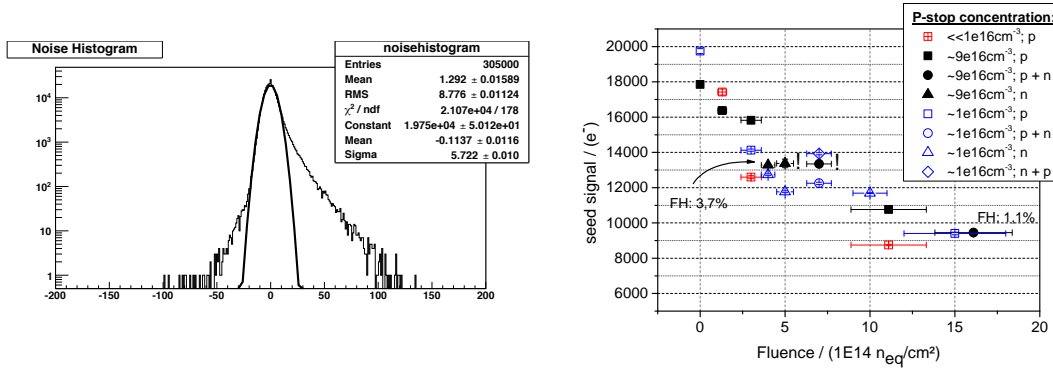 Noise Histogram
noisehistogram
Entries 305000
Mean 1.292 ± 0.01589
RMS 8.776 ± 0.01124
χ² / ndf 2.107e+04 / 178
Constant 1.975e+04 ± 5.012e+01
Mean -0.1137 ± 0.0116
Sigma 5.722 ± 0.010
10⁴
10³
10²
10
1
-200 -150 -100 -50 0 50 100 150 200
P-stop concentration:
<<1e16cm⁻³; p
~9e16cm⁻³; p
~9e16cm⁻³; p + n
~9e16cm⁻³; n
~1e16cm⁻³; p
~1e16cm⁻³; p + n
~1e16cm⁻³; n
~1e16cm⁻³; n + p
seed signal / (e⁻)
20000
18000
16000
14000
12000
10000
8000
6000
! !
FH: 3,7%
FH: 1.1%
0 5 10 15 20
Fluence / (1E14 n_eq/cm²)